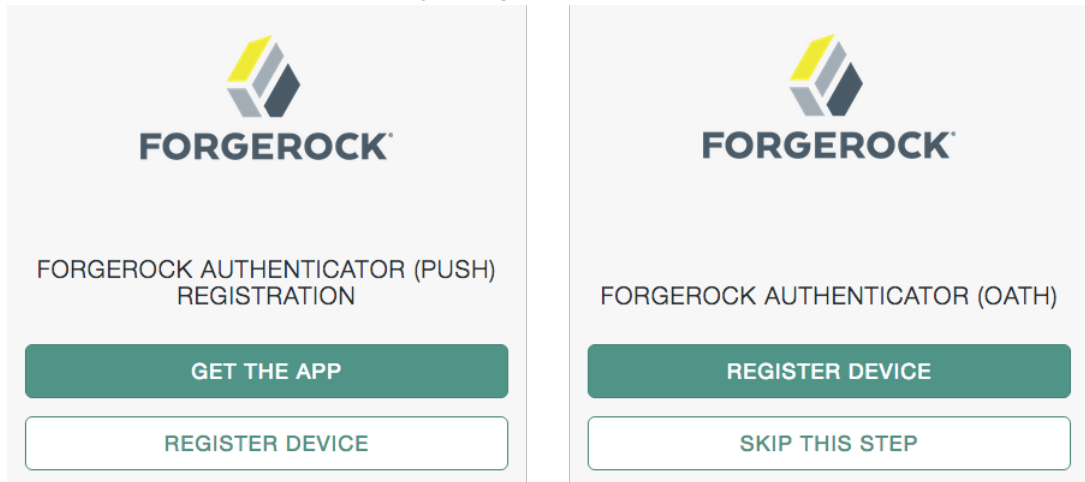 FORGEROCK
FORGEROCK AUTHENTICATOR (PUSH)
REGISTRATION
GET THE APP
REGISTER DEVICE
FORGEROCK
FORGEROCK AUTHENTICATOR (OATH)
REGISTER DEVICE
SKIP THIS STEP